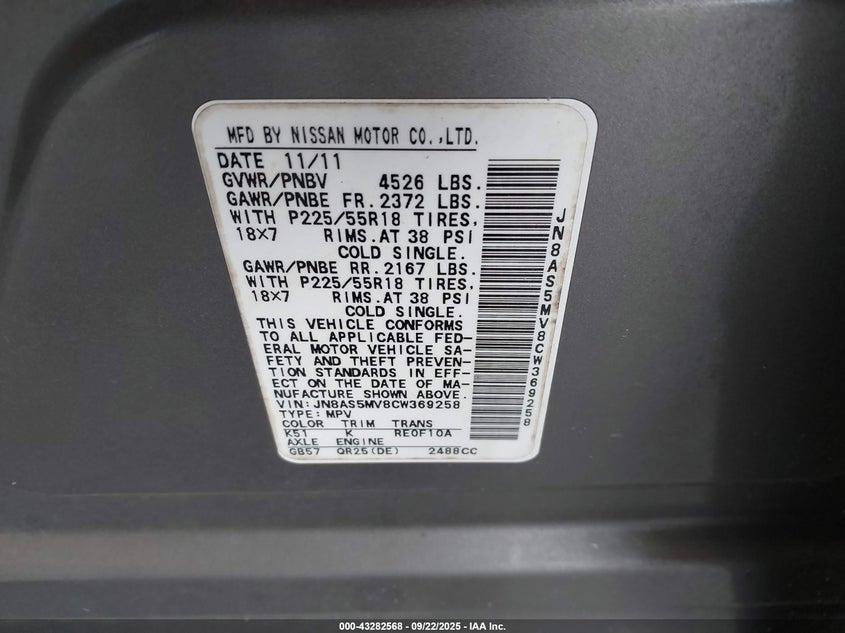 MFD BY NISSAN MOTOR CO.,LTD.
DATE 11/11
GVWR/PNBV 4526 LBS.
GAWR/PNBE FR. 2372 LBS.
WITH P225/55R18 TIRES,
18X7 RIMS.AT 38 PSI
COLD SINGLE.
GAWR/PNBE RR. 2167 LBS.
WITH P225/55R18 TIRES,
18X7 RIMS.AT 38 PSI
COLD SINGLE.
THIS VEHICLE CONFORMS
TO ALL APPLICABLE FED-
ERAL MOTOR VEHICLE SA-
FETY AND THEFT PREVEN-
TION STANDARDS IN EFF-
ECT ON THE DATE OF MA-
NUFACTURE SHOWN ABOVE.
VIN: JN8AS5MV8CW369258
TYPE: MPV
COLOR TRIM TRANS
K51 K RE0F10A
AXLE ENGINE
GB57 QR25(DE) 2488CC
JN8AS5MV8CW369258
000-43282568 - 09/22/2025 - IAA Inc.